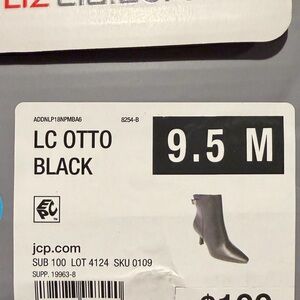 ADDNLP18NPMBA6 8254-B
LC OTTO
BLACK
9.5 M
jcp.com
SUB 100 LOT 4124 SKU 0109
SUPP. 19963-8